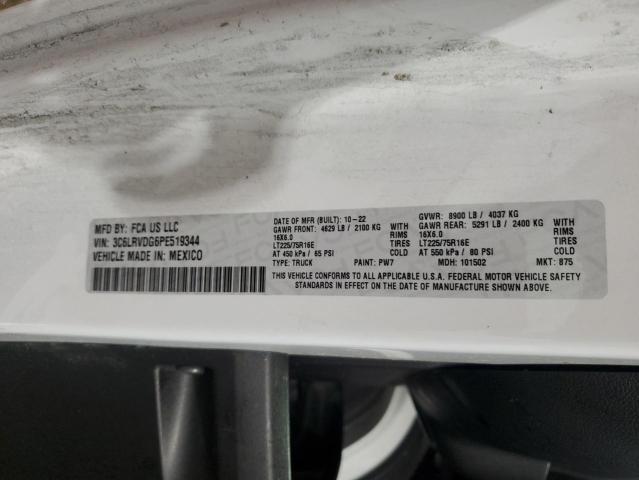 MFD BY: FCA US LLC
VIN: 3C6LRVDG6PE519344
VEHICLE MADE IN: MEXICO
DATE OF MFR (BUILT): 10-22 GVWR: 8900 LB / 4037 KG
GAWR FRONT: 4629 LB / 2100 KG WITH GAWR REAR: 5291 LB / 2400 KG WITH
16X6.0 RIMS 16X6.0 RIMS
LT225/75R16E TIRES LT225/75R16E TIRES
AT 450 kPa / 65 PSI COLD AT 550 kPa / 80 PSI COLD
TYPE: TRUCK PAINT: PW7 MDH: 101502 MKT: 875
THIS VEHICLE CONFORMS TO ALL APPLICABLE U.S.A. FEDERAL MOTOR VEHICLE SAFETY
STANDARDS IN EFFECT ON THE DATE OF MANUFACTURE SHOWN ABOVE.